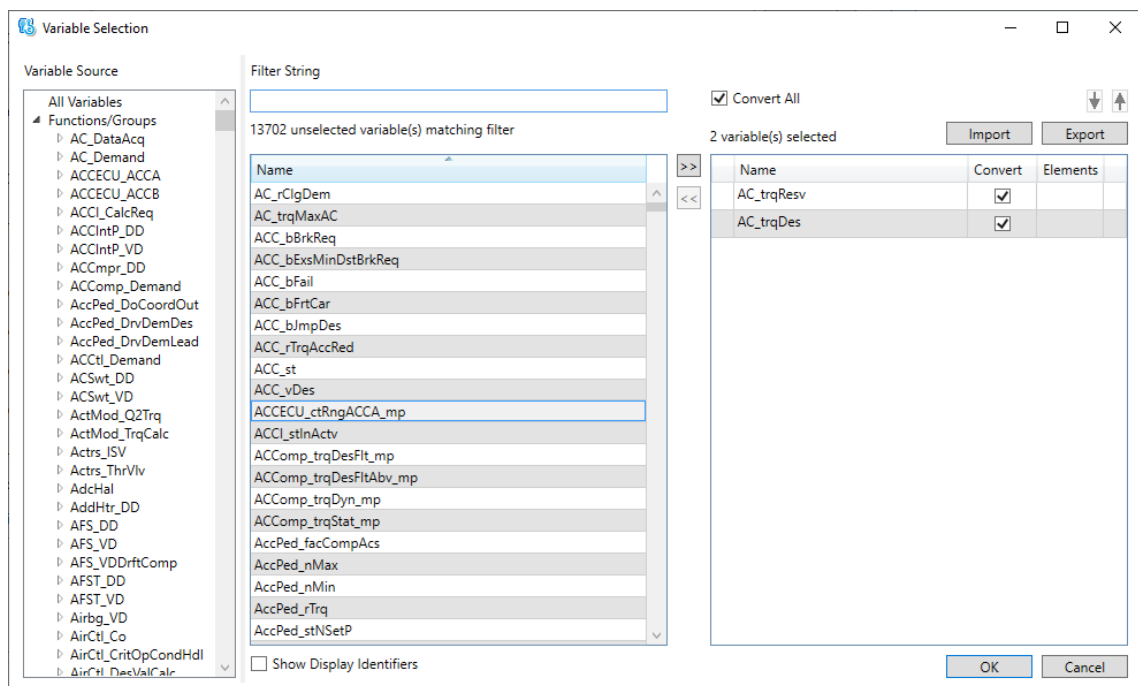 Variable Selection
Variable Source
All Variables
Functions/Groups
AC_DataAcq
AC_Demand
ACCECU_ACCA
ACCECU_ACCB
ACCI_CalcReq
ACCIntP_DD
ACCIntP_VD
ACCmpr_DD
ACComp_Demand
AccPed_DoCoordOut
AccPed_DrvDemDes
AccPed_DrvDemLead
ACCtl_Demand
ACSwt_DD
ACSwt_VD
ActMod_Q2Trq
ActMod_TrqCalc
Actrs_ISV
Actrs_ThrVlv
AdcHal
AddHtr_DD
AFS_DD
AFS_VD
AFS_VDDrftComp
AFST_DD
AFST_VD
Airbg_VD
AirCtl_Co
AirCtl_CritOpCondHdl
AirCtl_DesValCalc
Filter String
13702 unselected variable(s) matching filter
Name
AC_rClgDem
AC_trqMaxAC
ACC_bBrkReq
ACC_bExsMinDstBrkReq
ACC_bFail
ACC_bFrtCar
ACC_bJmpDes
ACC_rTrqAccRed
ACC_st
ACC_vDes
ACCECU_ctRngACCA_mp
ACCI_stInActv
ACComp_trqDesFlt_mp
ACComp_trqDesFltAbv_mp
ACComp_trqDyn_mp
ACComp_trqStat_mp
AccPed_facCompAcs
AccPed_nMax
AccPed_nMin
AccPed_rTrq
AccPed_stNSetP
Show Display Identifiers
>>
<<
Convert All
2 variable(s) selected
Import Export
Name Convert Elements
AC_trqResv
AC_trqDes
OK Cancel